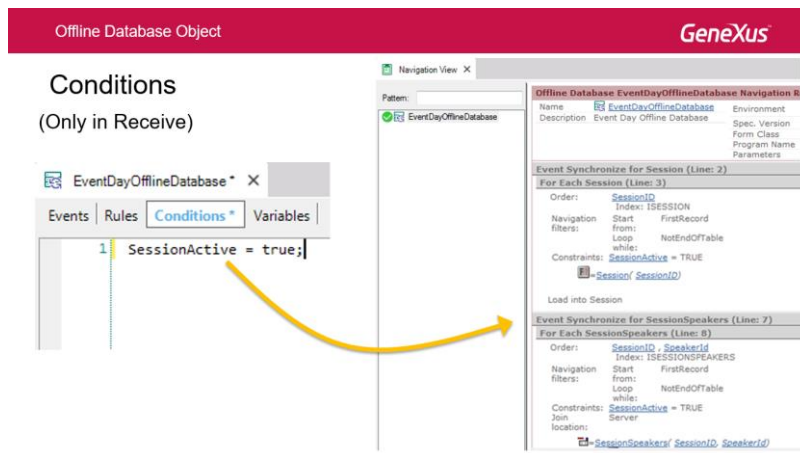 Offline Database Object
GeneXus
Conditions
(Only in Receive)
EventDayOfflineDatabase *
Events Rules Conditions * Variables
1 SessionActive = true;
Navigation View
Pattern:
EventDayOfflineDatabase
Offline Database EventDayOfflineDatabase Navigation R
Name EventDayOfflineDatabase
Description Event Day Offline Database
Environment
Spec. Version
Form Class
Program Name
Parameters
Event Synchronize for Session (Line: 2)
For Each Session (Line: 3)
Order: SessionID
Index: ISESSION
Navigation filters: Start from: FirstRecord
Loop while: NotEndOfTable
Constraints: SessionActive = TRUE
=Session( SessionID)
Load into Session
Event Synchronize for SessionSpeakers (Line: 7)
For Each SessionSpeakers (Line: 8)
Order: SessionID , SpeakerId
Index: ISESSIONSPEAKERS
Navigation filters: Start from: FirstRecord
Loop while: NotEndOfTable
Constraints: SessionActive = TRUE
Join location: Server
=SessionSpeakers( SessionID, SpeakerId)